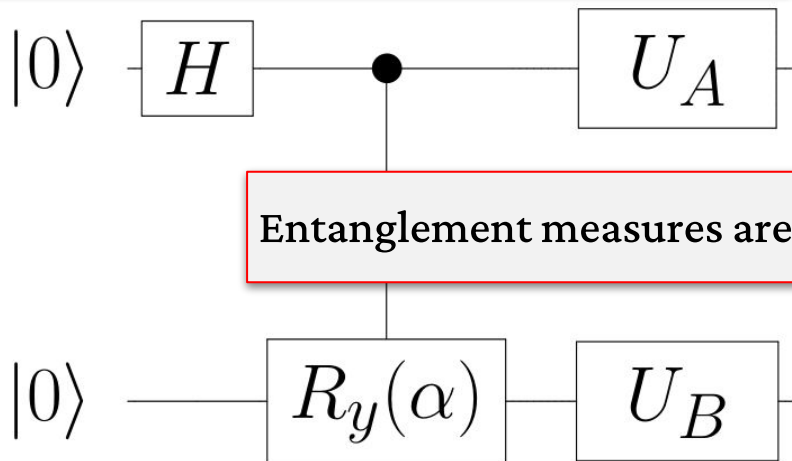 |0⟩ H U_A
Entanglement measures are
|0⟩ R_y(α) U_B